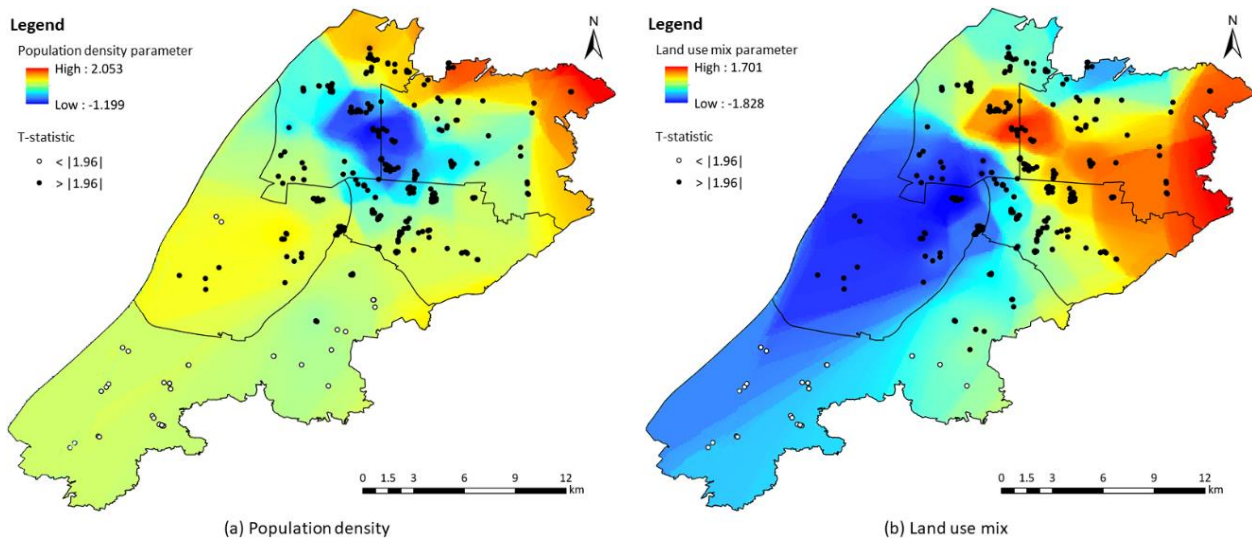 Legend
Population density parameter
High : 2.053
Low : -1.199
T-statistic
< |1.96|
> |1.96|
N
0 1.5 3 6 9 12
km
(a) Population density
Legend
Land use mix parameter
High : 1.701
Low : -1.828
T-statistic
< |1.96|
> |1.96|
N
0 1.5 3 6 9 12
km
(b) Land use mix